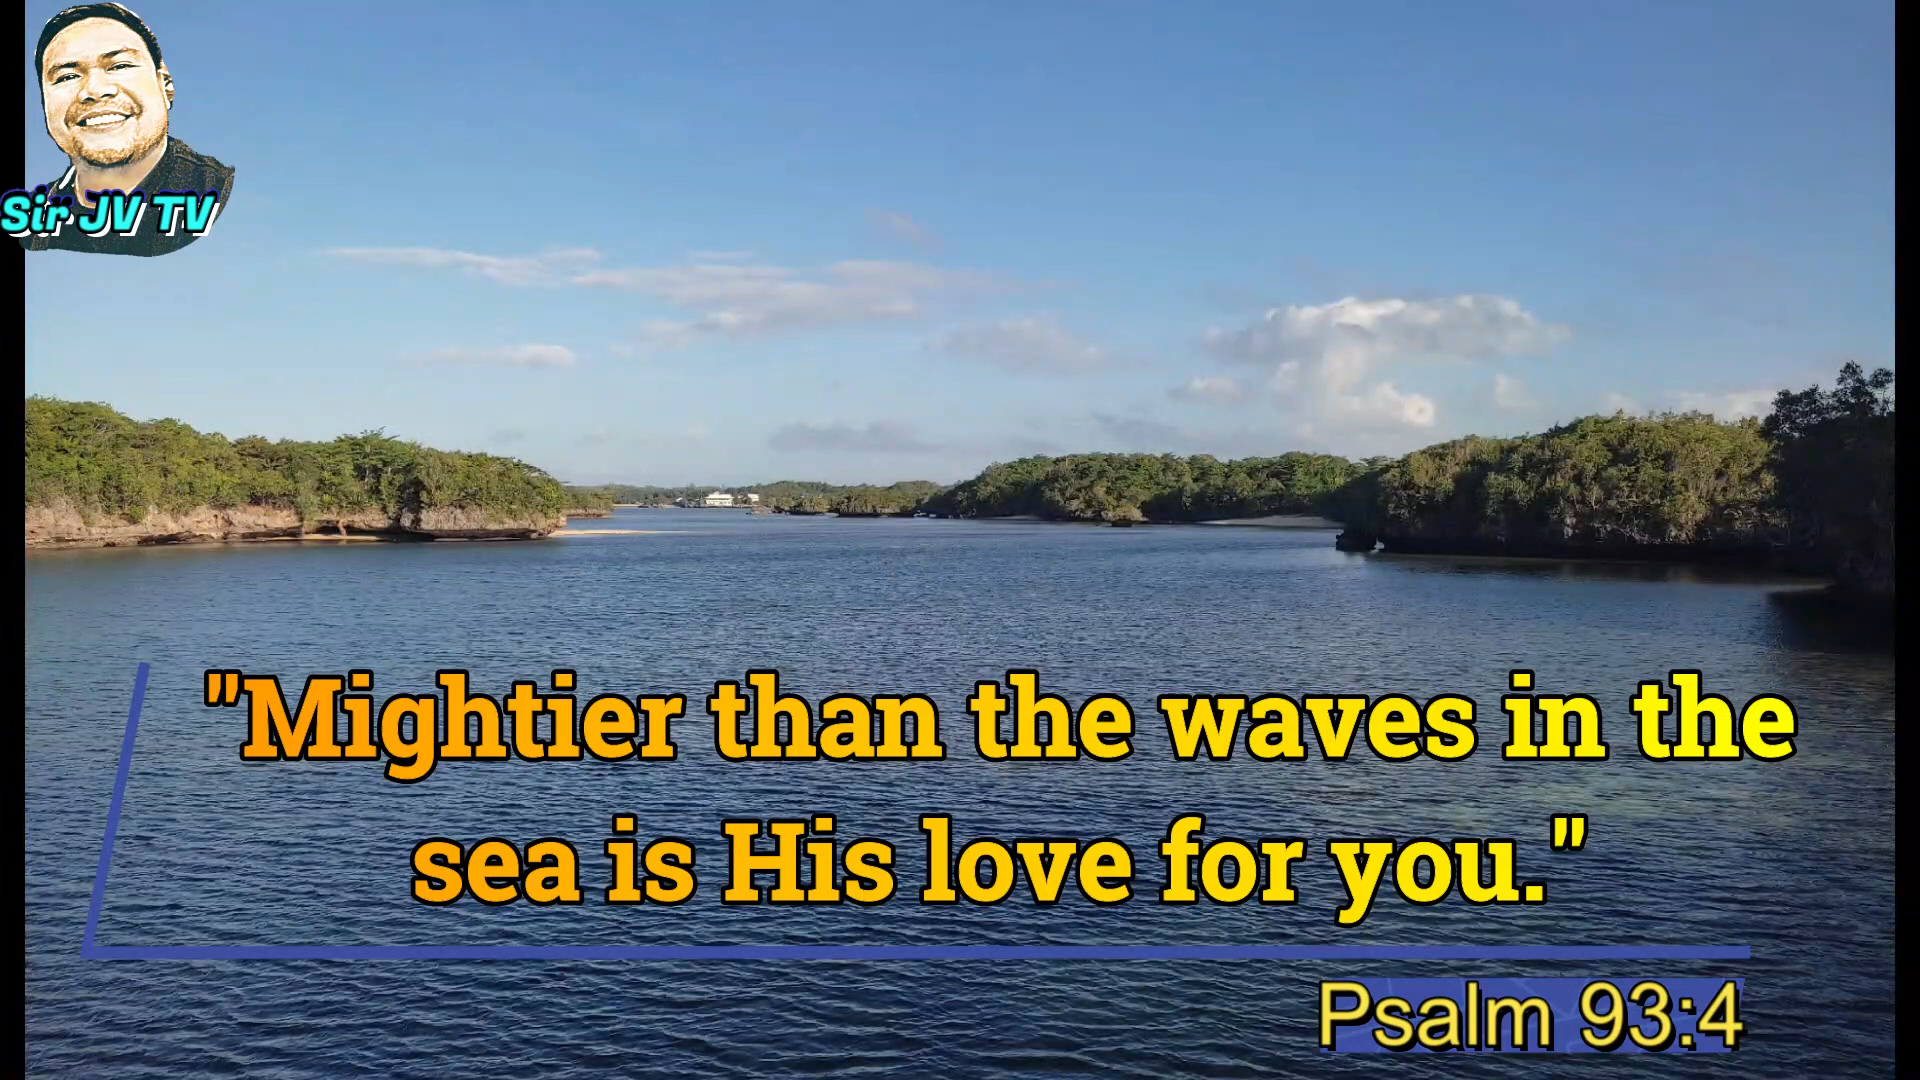 Sir JV TV
"Mightier than the waves in the
sea is His love for you."
Psalm 93:4